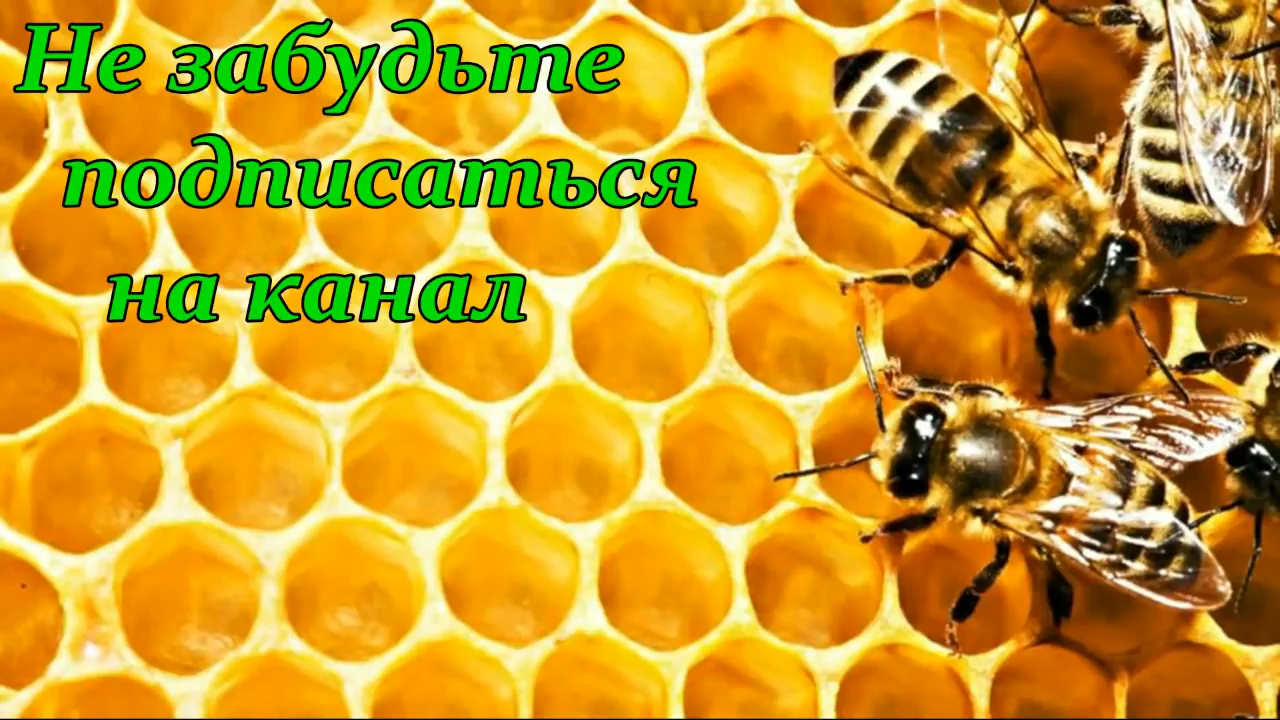 Не забудьте
подписаться
на канал